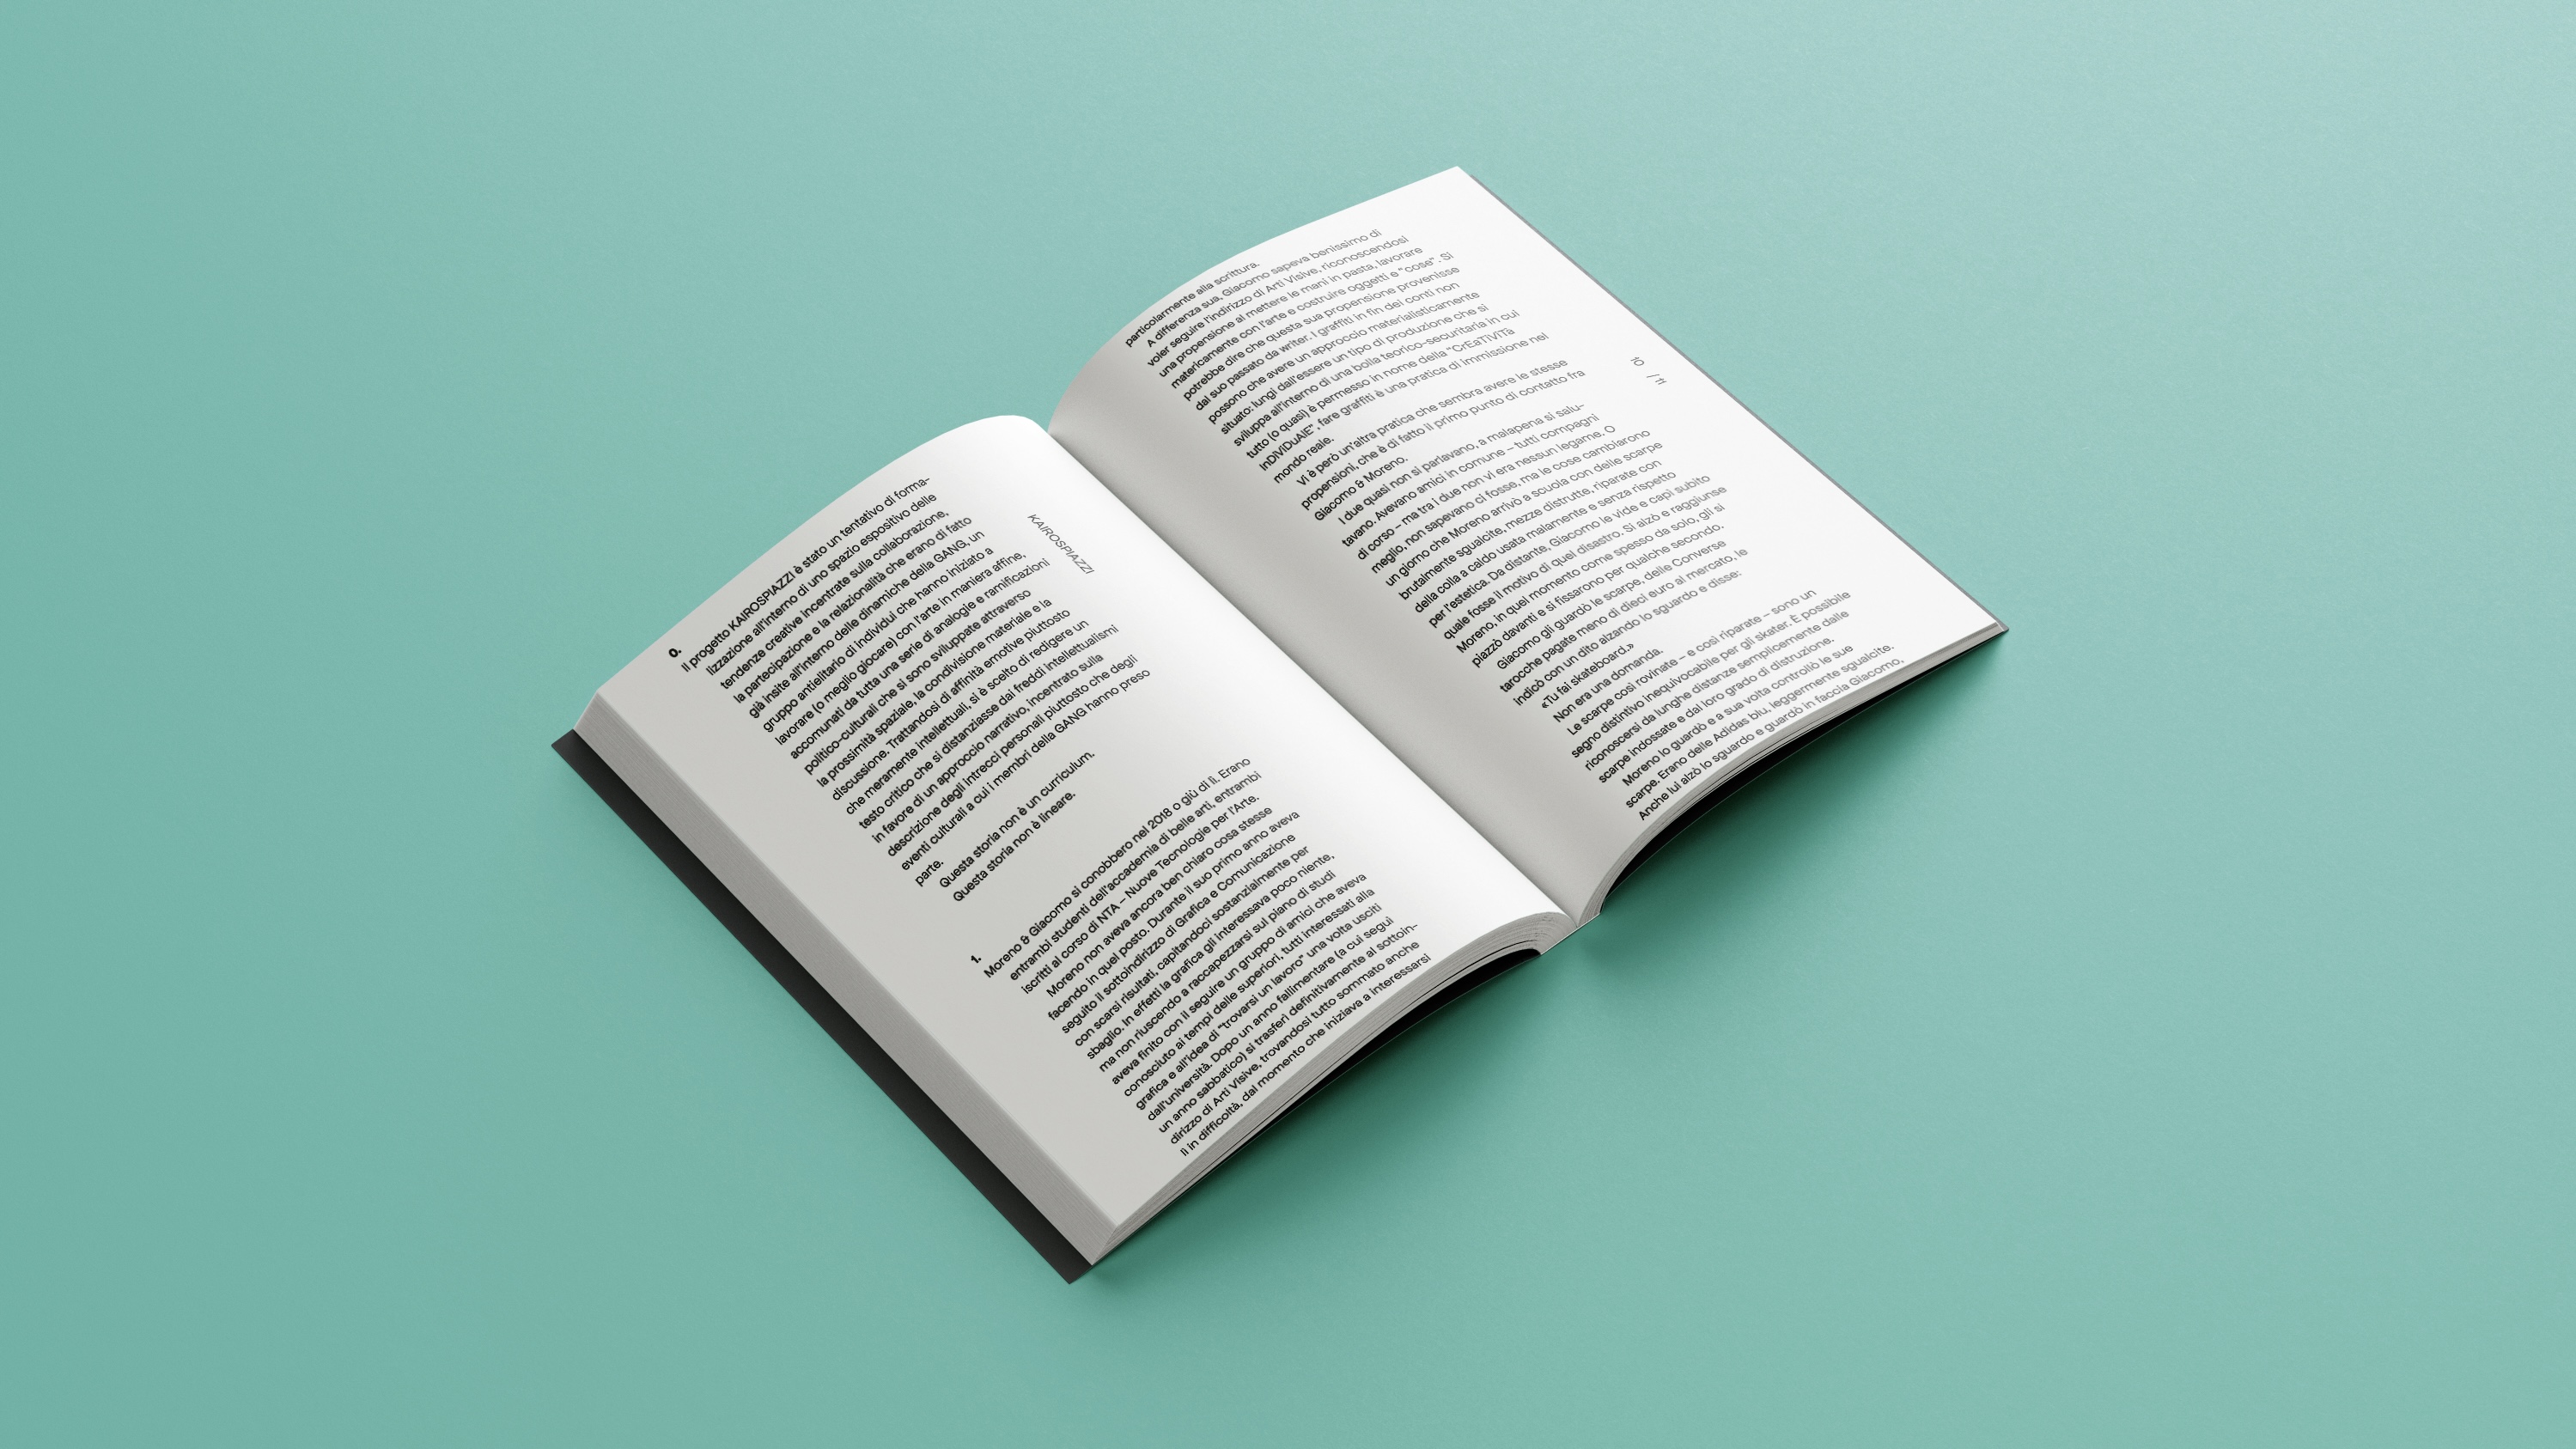 0.
Il progetto KAIROSPIAZZI è stato un tentativo di forma-
lizzazione all'interno di uno spazio espositivo delle
tendenze creative incentrate sulla collaborazione,
la partecipazione e la relazionalità che erano di fatto
già insite all'interno delle dinamiche della GANG, un
gruppo antielitario di individui che hanno iniziato a
lavorare (o meglio giocare) con l'arte in maniera affine,
accomunati da tutta una serie di analogie e ramificazioni
politico-culturali che si sono sviluppate attraverso
la prossimità spaziale, la condivisione materiale e la
discussione. Trattandosi di affinità emotive piuttosto
che meramente intellettuali, si è scelto di redigere un
testo critico che si distanziasse dai freddi intellettualismi
in favore di un approccio narrativo, incentrato sulla
descrizione degli intrecci personali piuttosto che degli
eventi culturali a cui i membri della GANG hanno preso
parte.
Questa storia non è un curriculum.
Questa storia non è lineare.
1.
Moreno & Giacomo si conobbero nel 2018 o giù di lì. Erano
entrambi studenti dell'accademia di belle arti, entrambi
iscritti al corso di NTA – Nuove Tecnologie per l'Arte.
Moreno non aveva ancora ben chiaro cosa stesse
facendo in quel posto. Durante il suo primo anno aveva
seguito il sottoindirizzo di Grafica e Comunicazione
con scarsi risultati, capitandoci sostanzialmente per
sbaglio. In effetti la grafica gli interessava poco niente,
ma non riuscendo a raccapezzarsi sul piano di studi
aveva finito con il seguire un gruppo di amici che aveva
conosciuto ai tempi delle superiori, tutti interessati alla
grafica e all'idea di "trovarsi un lavoro" una volta usciti
dall'università. Dopo un anno fallimentare (a cui seguì
un anno sabbatico) si trasferì definitivamente al sottoin-
dirizzo di Arti Visive, trovandosi tutto sommato anche
lì in difficoltà, dal momento che iniziava a interessarsi
KAIROSPIAZZI
particolarmente alla scrittura.
A differenza sua, Giacomo sapeva benissimo di
voler seguire l'indirizzo di Arti Visive, riconoscendosi
una propensione al mettere le mani in pasta, lavorare
matericamente con l'arte e costruire oggetti e "cose". Si
potrebbe dire che questa sua propensione provenisse
dal suo passato da writer. I graffiti in fin dei conti non
possono che avere un approccio materialisticamente
situato: lungi dall'essere un tipo di produzione che si
sviluppa all'interno di una bolla teorico-securitaria in cui
tutto (o quasi) è permesso in nome della "CrEaTiViTà
InDiViDuAlE", fare graffiti è una pratica di immissione nel
mondo reale.
Vi è però un'altra pratica che sembra avere le stesse
propensioni, che è di fatto il primo punto di contatto fra
Giacomo & Moreno.
I due quasi non si parlavano, a malapena si salu-
tavano. Avevano amici in comune – tutti compagni
di corso – ma tra i due non vi era nessun legame. O
meglio, non sapevano ci fosse, ma le cose cambiarono
un giorno che Moreno arrivò a scuola con delle scarpe
brutalmente sgualcite, mezze distrutte, riparate con
della colla a caldo usata malamente e senza rispetto
per l'estetica. Da distante, Giacomo le vide e capì subito
quale fosse il motivo di quel disastro. Si alzò e raggiunse
Moreno, in quel momento come spesso da solo, gli si
piazzò davanti e si fissarono per qualche secondo.
Giacomo gli guardò le scarpe, delle Converse
tarocche pagate meno di dieci euro al mercato, le
indicò con un dito alzando lo sguardo e disse:
«Tu fai skateboard.»
Non era una domanda.
Le scarpe così rovinate – e così riparate – sono un
segno distintivo inequivocabile per gli skater. È possibile
riconoscersi da lunghe distanze semplicemente dalle
scarpe indossate e dal loro grado di distruzione.
Moreno lo guardò e a sua volta controllò le sue
scarpe. Erano delle Adidas blu, leggermente sgualcite.
Anche lui alzò lo sguardo e guardò in faccia Giacomo.
10 / 11